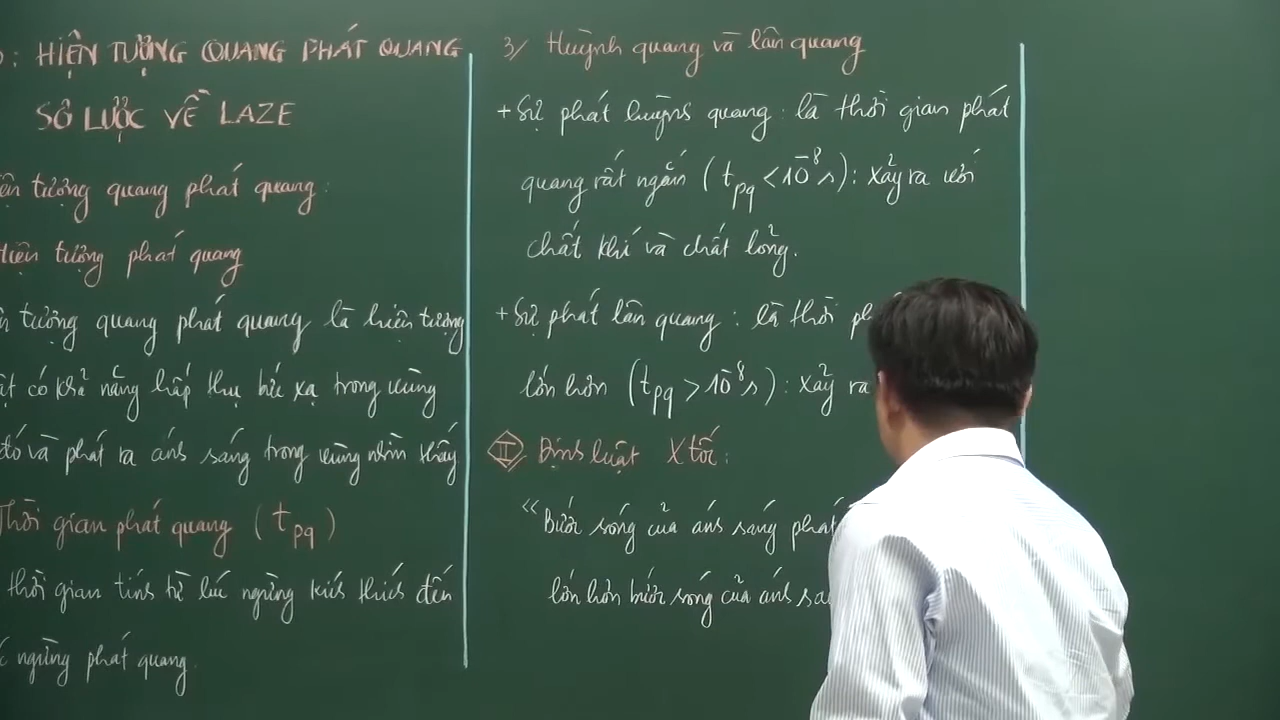 : HIỆN TƯỢNG QUANG PHÁT QUANG
SƠ LƯỢC VỀ LAZE
tượng quang phát quang:
Hiện tượng phát quang
tượng quang phát quang là hiện tượng
có khả năng hấp thụ bức xạ trong vùng
đó và phát ra ánh sáng trong vùng nhìn thấy
Thời gian phát quang (tpq)
thời gian tính từ lúc ngừng kích thích đến
ngừng phát quang.
3/ Huỳnh quang và lân quang
+ Sự phát huỳnh quang: là thời gian phát
quang rất ngắn (tpq < 10⁻⁸s): xảy ra với
chất khí và chất lỏng.
+ Sự phát lân quang: là thời
lớn hơn (tpq > 10⁻⁸s): xảy ra
II Định luật Xtốc:
“Bước sóng của ánh sáng phát
lớn hơn bước sóng của ánh